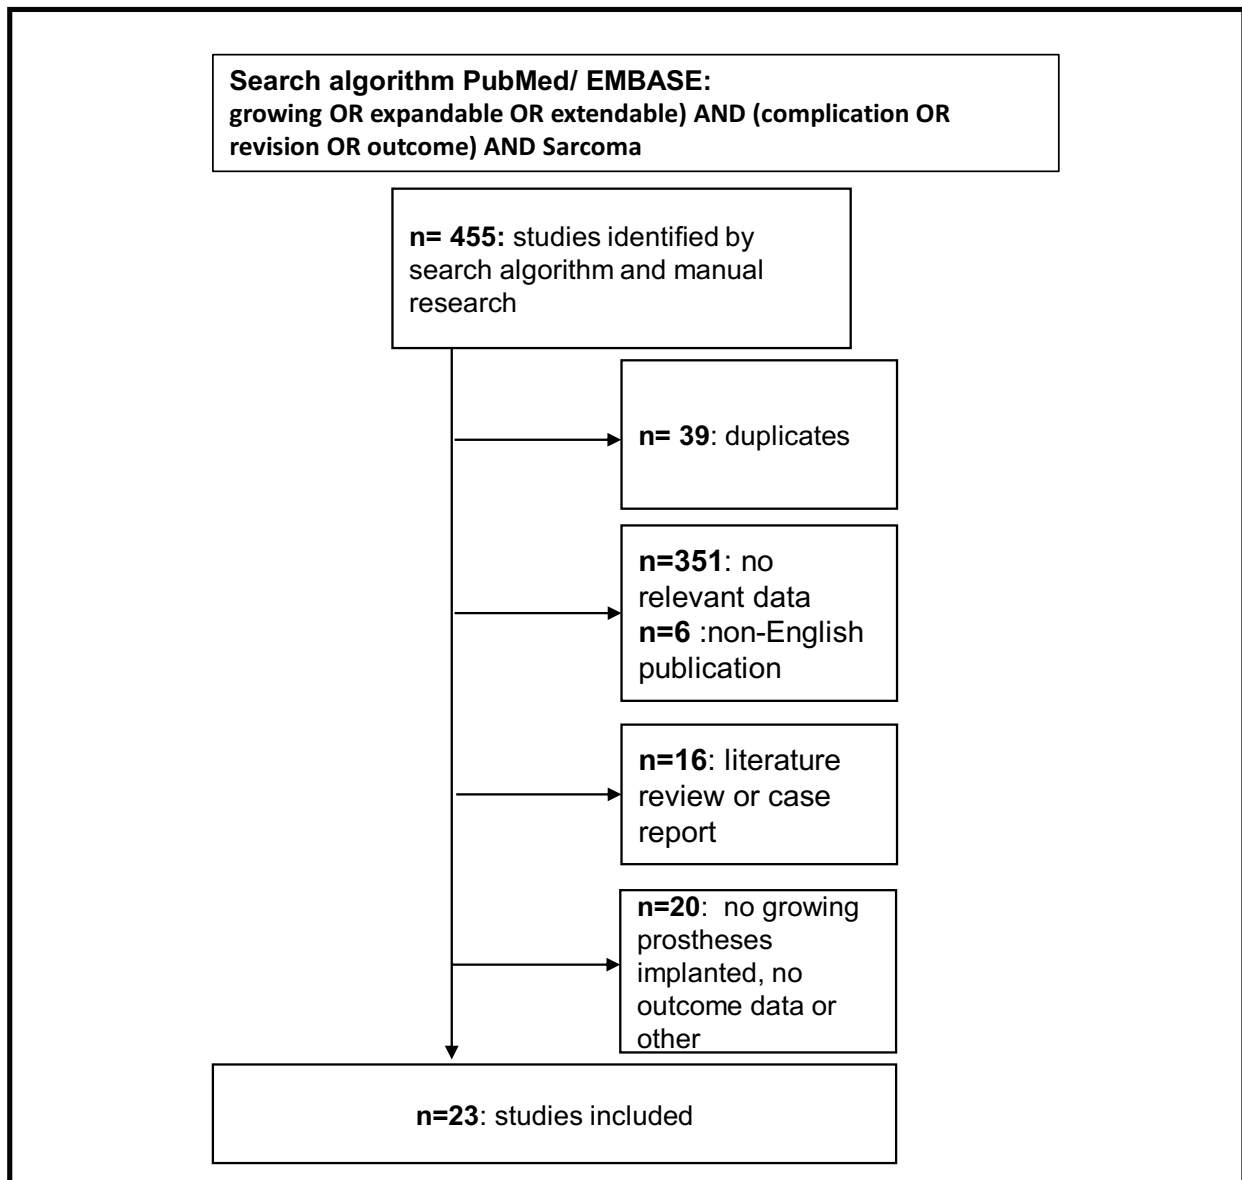 Search algorithm PubMed/ EMBASE:
growing OR expandable OR extendable) AND (complication OR
revision OR outcome) AND Sarcoma
n= 455: studies identified by
search algorithm and manual
research
n= 39: duplicates
n=351: no
relevant data
n=6 :non-English
publication
n=16: literature
review or case
report
n=20:  no growing
prostheses
implanted, no
outcome data or
other
n=23: studies included